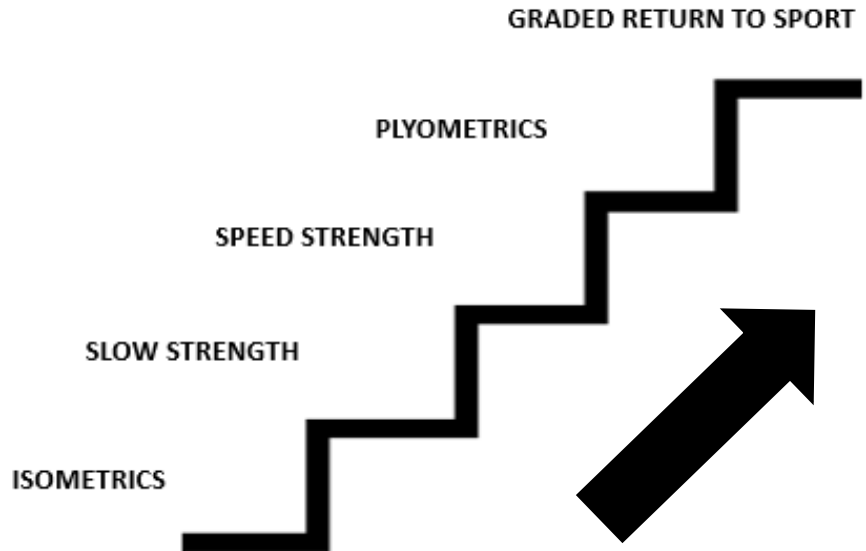 GRADED RETURN TO SPORT
PLYOMETRICS
SPEED STRENGTH
SLOW STRENGTH
ISOMETRICS